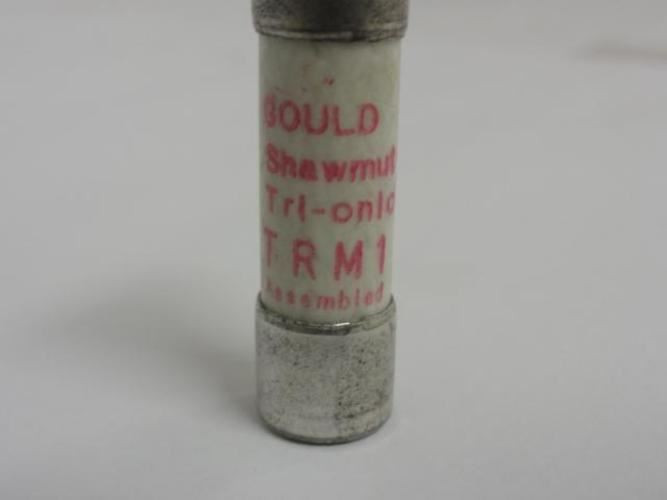 GOULD
Shawmut
Tri-onic
TRM1
Assembled